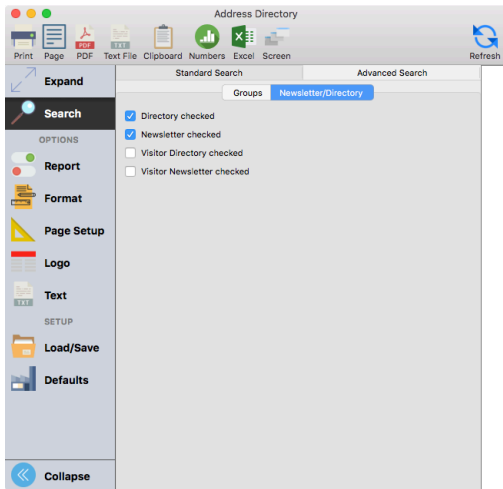 Address Directory
Print Page PDF Text File Clipboard Numbers Excel Screen Refresh
PDF
TXT
Standard Search Advanced Search
Groups Newsletter/Directory
Directory checked
Newsletter checked
Visitor Directory checked
Visitor Newsletter checked
Expand
Search
OPTIONS
Report
Format
Page Setup
Logo
TXT
Text
SETUP
Load/Save
Defaults
Collapse